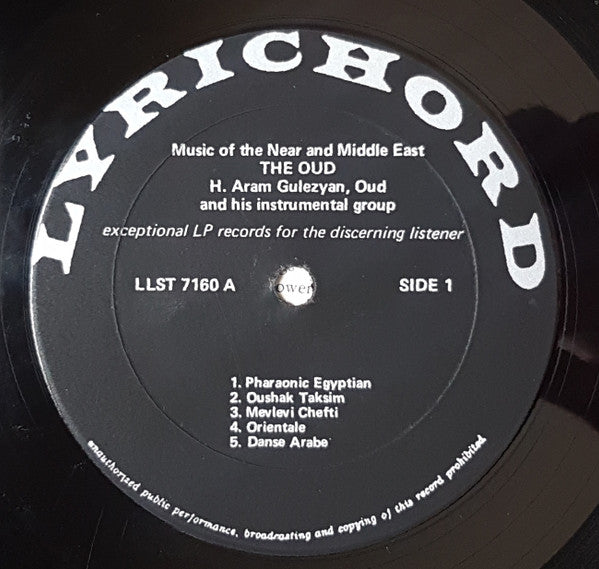 LYRICHORD
Music of the Near and Middle East
THE OUD
H. Aram Gulezyan, Oud
and his instrumental group
exceptional LP records for the discerning listener
LLST 7160 A
ower
SIDE 1
1. Pharaonic Egyptian
2. Oushak Taksim
3. Mevlevi Chefti
4. Orientale
5. Danse Arabe
unauthorized public performance, broadcasting and copying of this record prohibited